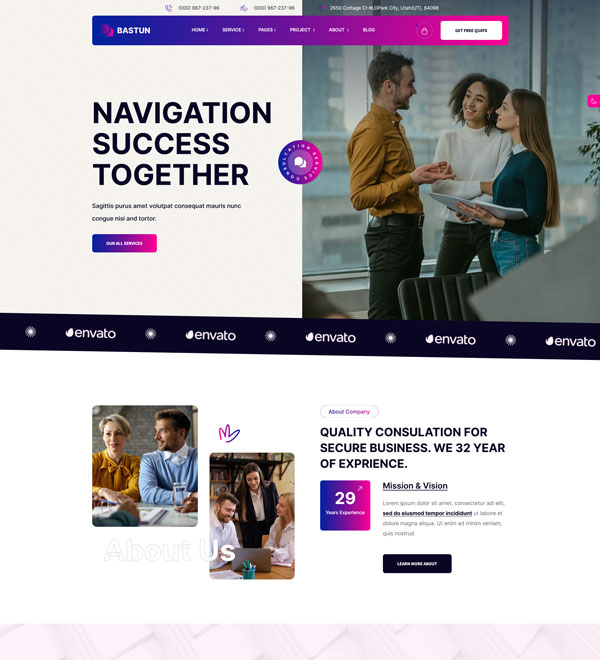 (000) 967-237-96 (000) 967-237-96 2650 Cottage Ct #LOPark City, Utah(UT), 84098
BASTUN HOME SERVICE PAGES PROJECT ABOUT BLOG GET FREE QUATE
NAVIGATION
SUCCESS
TOGETHER
CONSULTATION SERVICE
Sagittis purus amet volutpat consequat mauris nunc
congue nisi and tortor.
OUR ALL SERVICES
envato envato envato envato envato
About Company
QUALITY CONSULATION FOR
SECURE BUSINESS. WE 32 YEAR
OF EXPRIENCE.
29
Years Experience
Mission & Vision
Lorem ipsum dolor sit amet, consectetur adi elit,
sed do eiusmod tempor incididunt ut labore et
dolore magna aliqua. Ut enim ad minim veniam,
quis nostrud
LEARN MORE ABOUT
About Us